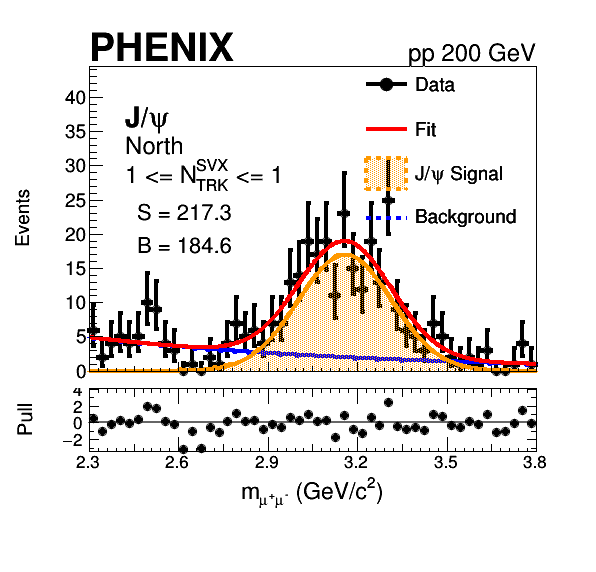 PHENIX pp 200 GeV
J/ψ
North
1 <= N^SVX_TRK <= 1
S = 217.3
B = 184.6
Data
Fit
J/ψ Signal
Background
Events
40
35
30
25
20
15
10
5
0
Pull
4
2
0
−2
2.3 2.6 2.9 3.2 3.5 3.8
m_μ⁺μ⁻ (GeV/c²)